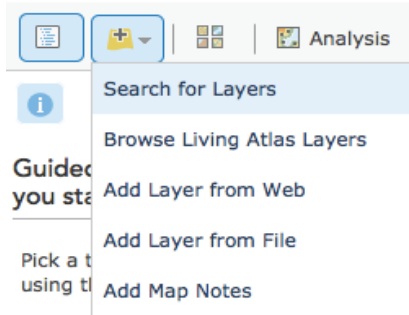 Analysis
Search for Layers
Browse Living Atlas Layers
Guided
you sta
Add Layer from Web
Add Layer from File
Pick a t
using t
Add Map Notes